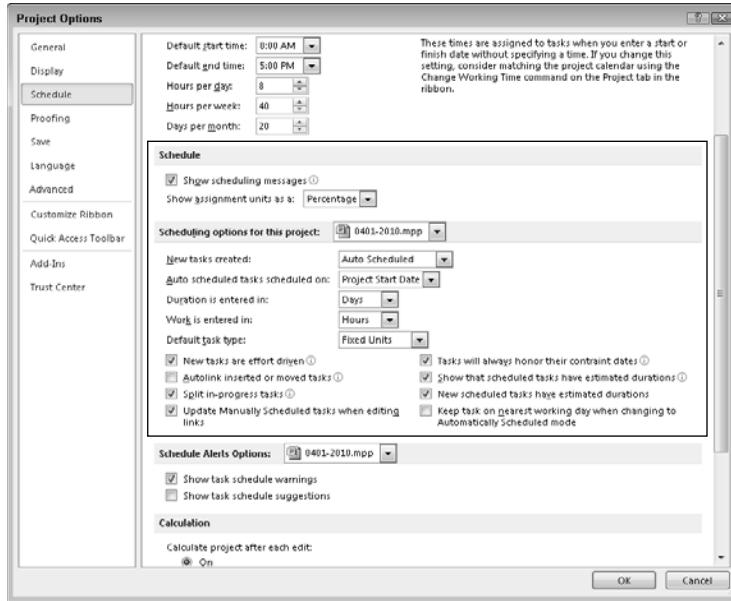 Project Options
General
Display
Schedule
Proofing
Save
Language
Advanced
Customize Ribbon
Quick Access Toolbar
Add-Ins
Trust Center
Default start time: 8:00 AM
Default end time: 5:00 PM
Hours per day: 8
Hours per week: 40
Days per month: 20
These times are assigned to tasks when you enter a start or
finish date without specifying a time. If you change this
setting, consider matching the project calendar using the
Change Working Time command on the Project tab in the
ribbon.
Schedule
Show scheduling messages
Show assignment units as a: Percentage
Scheduling options for this project: 0401-2010.mpp
New tasks created: Auto Scheduled
Auto scheduled tasks scheduled on: Project Start Date
Duration is entered in: Days
Work is entered in: Hours
Default task type: Fixed Units
New tasks are effort driven
Autolink inserted or moved tasks
Split in-progress tasks
Update Manually Scheduled tasks when editing
links
Tasks will always honor their contraint dates
Show that scheduled tasks have estimated durations
New scheduled tasks have estimated durations
Keep task on nearest working day when changing to
Automatically Scheduled mode
Schedule Alerts Options: 0401-2010.mpp
Show task schedule warnings
Show task schedule suggestions
Calculation
Calculate project after each edit:
On
OK Cancel